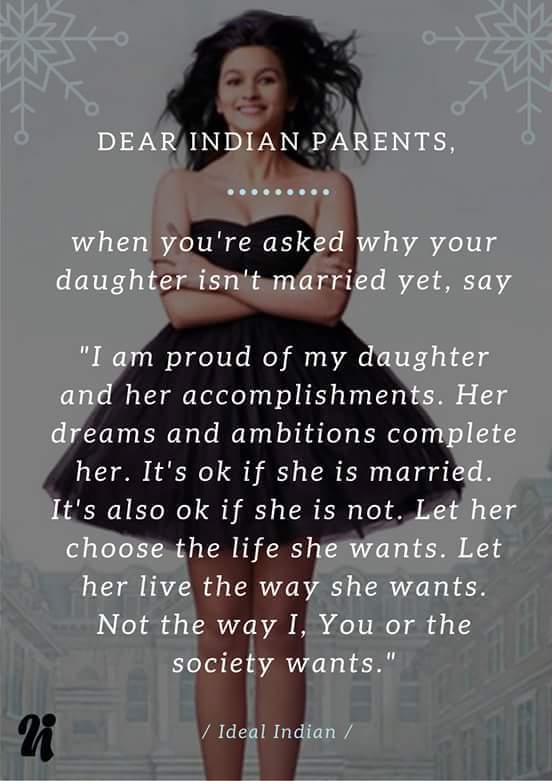 DEAR INDIAN PARENTS,
when you're asked why your
daughter isn't married yet, say
"I am proud of my daughter
and her accomplishments. Her
dreams and ambitions complete
her. It's ok if she is married.
It's also ok if she is not. Let her
choose the life she wants. Let
her live the way she wants.
Not the way I, You or the
society wants."
/ Ideal Indian /